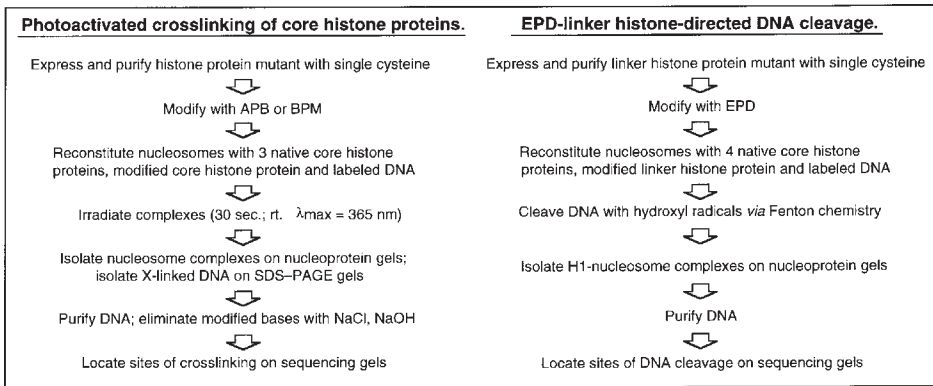 Photoactivated crosslinking of core histone proteins.
Express and purify histone protein mutant with single cysteine
Modify with APB or BPM
Reconstitute nucleosomes with 3 native core histone
proteins, modified core histone protein and labeled DNA
Irradiate complexes (30 sec.; rt. λmax = 365 nm)
Isolate nucleosome complexes on nucleoprotein gels;
isolate X-linked DNA on SDS–PAGE gels
Purify DNA; eliminate modified bases with NaCl, NaOH
Locate sites of crosslinking on sequencing gels
EPD-linker histone-directed DNA cleavage.
Express and purify linker histone protein mutant with single cysteine
Modify with EPD
Reconstitute nucleosomes with 4 native core histone
proteins, modified linker histone protein and labeled DNA
Cleave DNA with hydroxyl radicals via Fenton chemistry
Isolate H1-nucleosome complexes on nucleoprotein gels
Purify DNA
Locate sites of DNA cleavage on sequencing gels